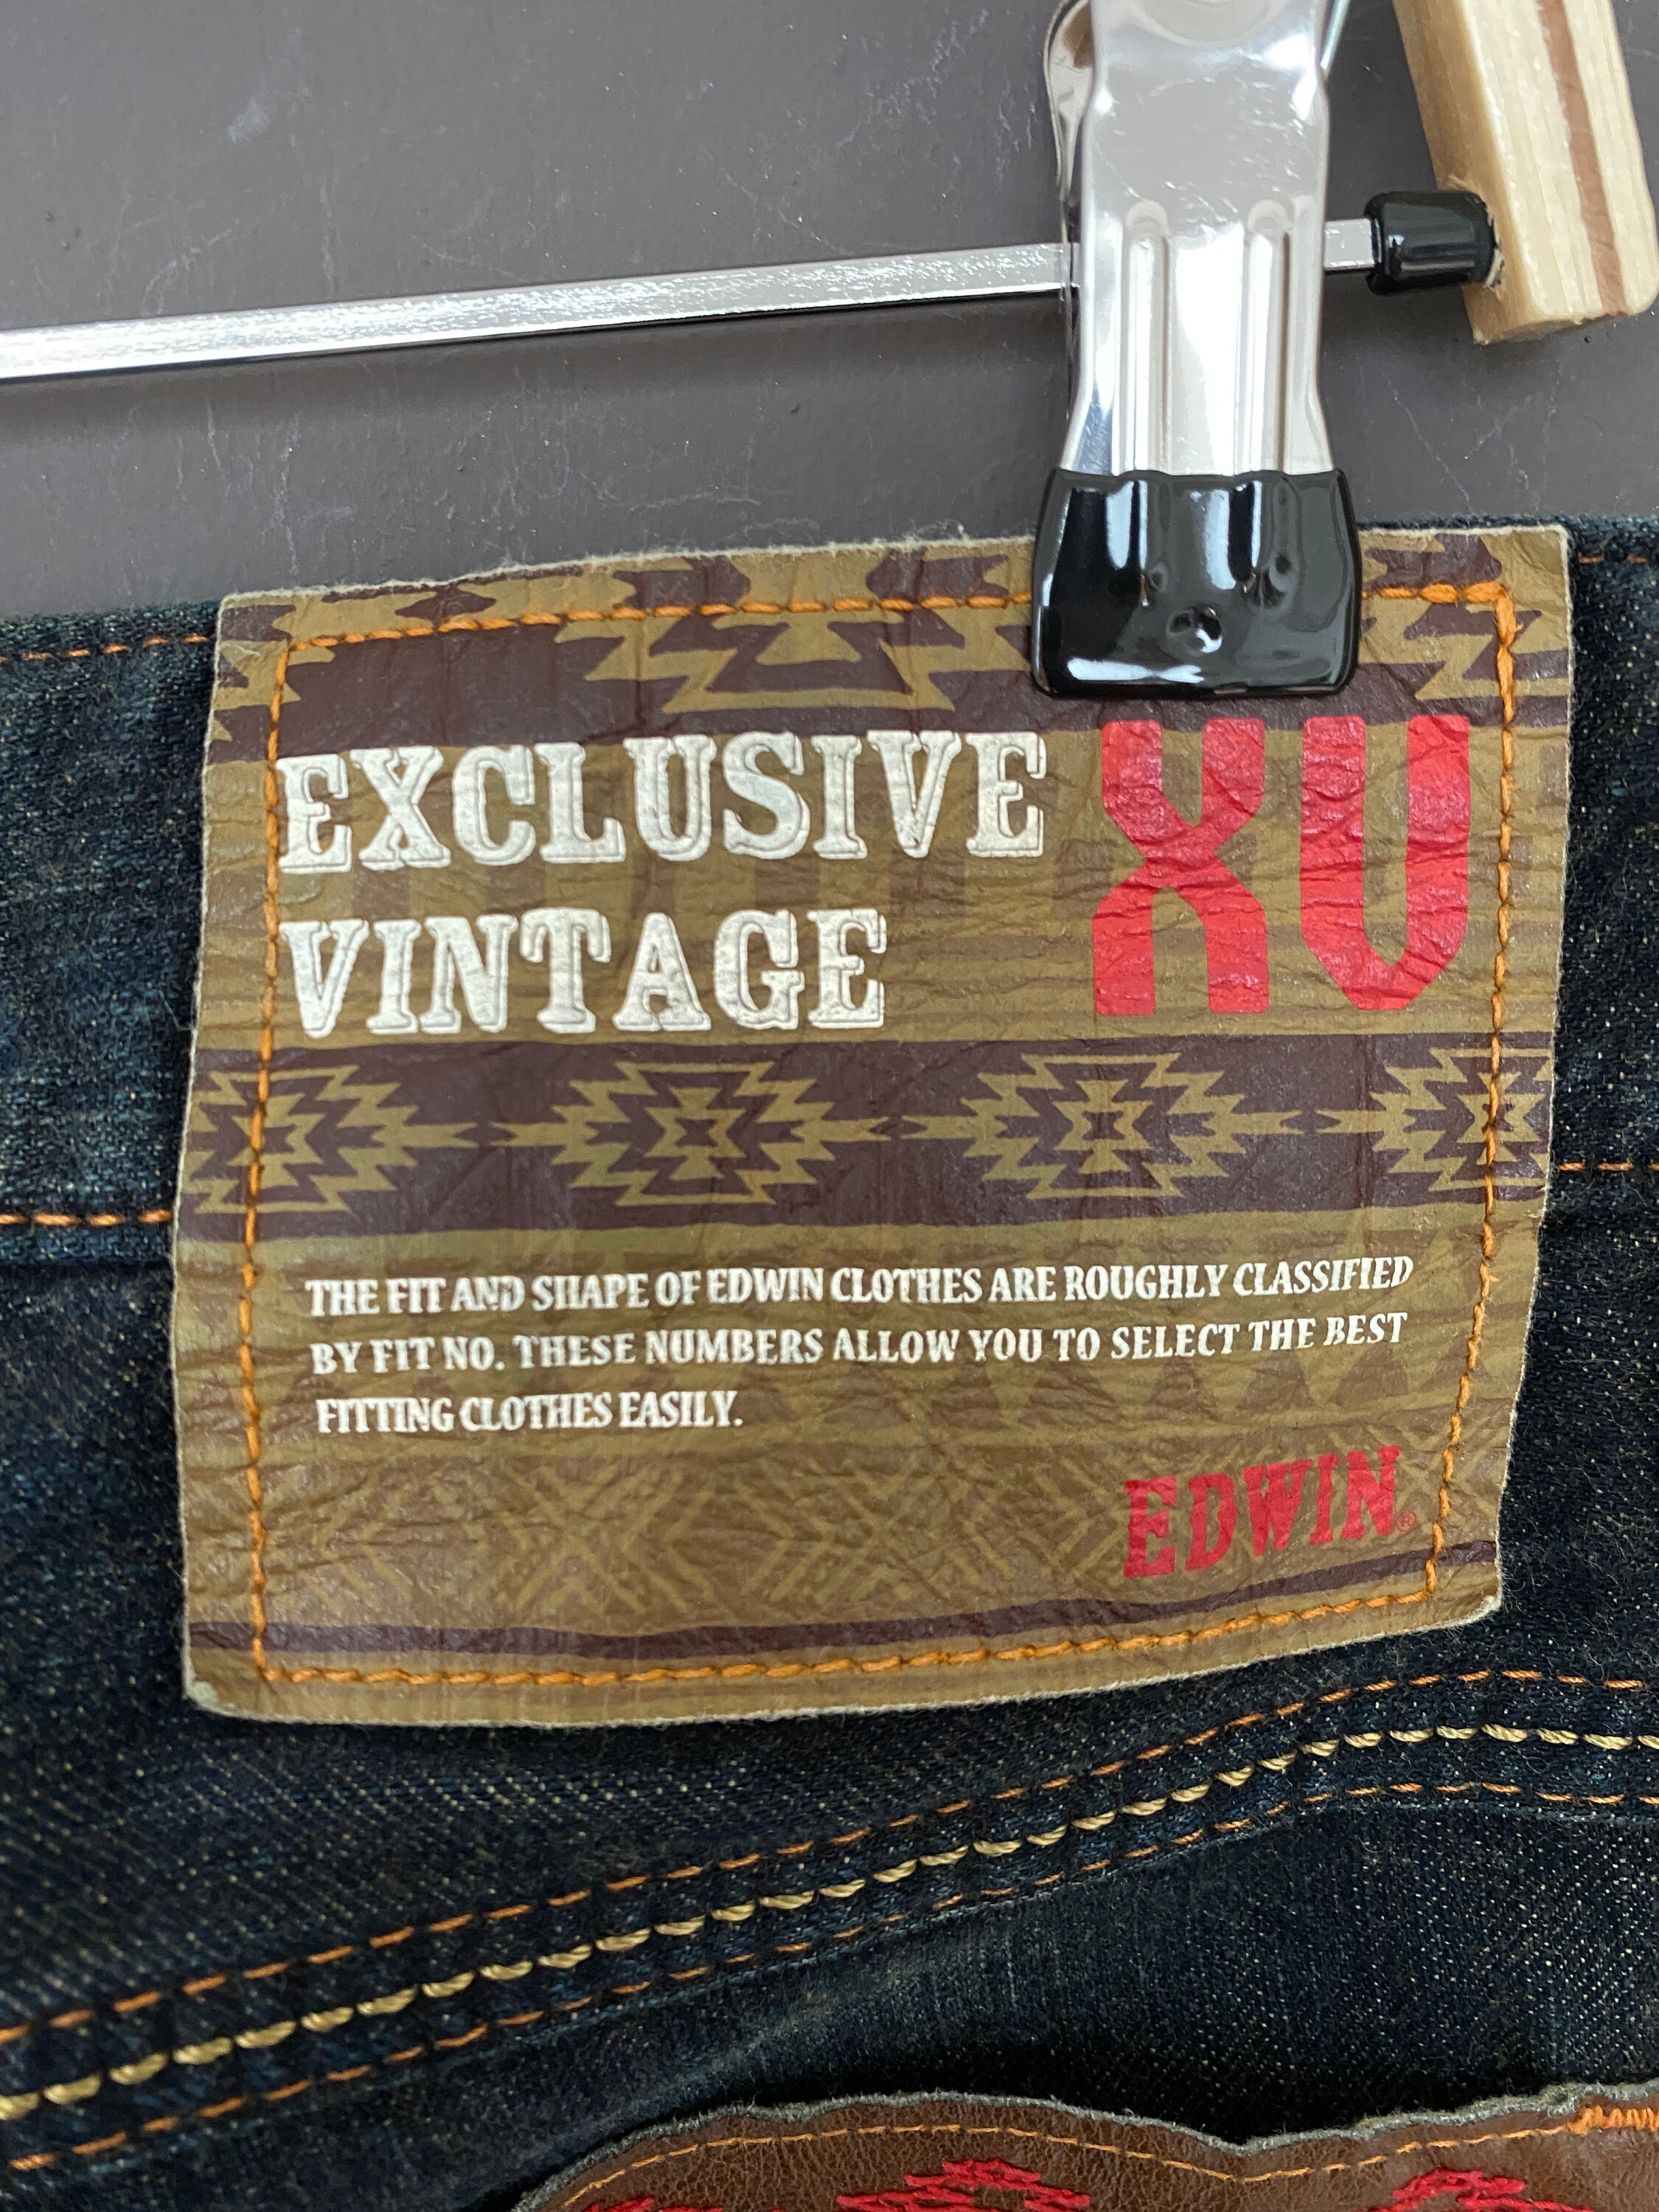 EXCLUSIVE XV
VINTAGE
THE FIT AND SHAPE OF EDWIN CLOTHES ARE ROUGHLY CLASSIFIED
BY FIT NO. THESE NUMBERS ALLOW YOU TO SELECT THE BEST
FITTING CLOTHES EASILY.
EDWIN®